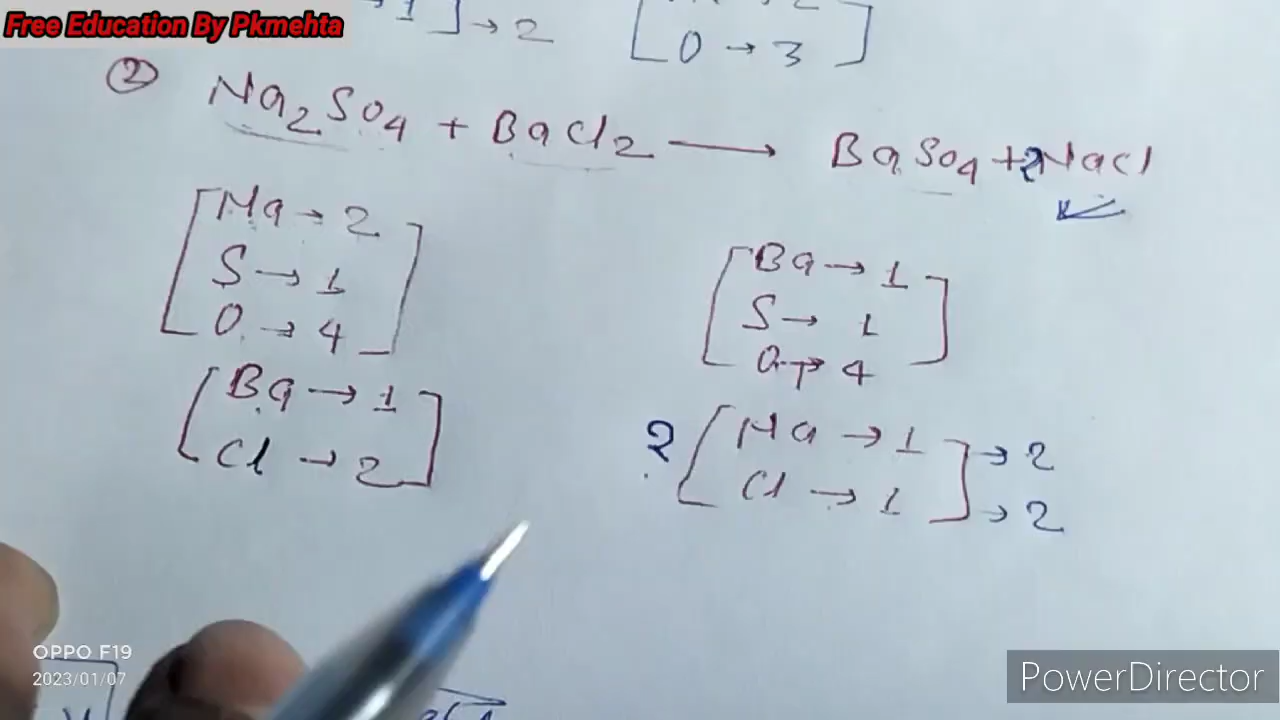 Free Education By Pkmehta
1] → 2
O → 3
② Na2SO4 + BaCl2 ⟶ BaSO4 + 2NaCl
Na → 2
S → 1
O → 4
Ba → 1
Cl → 2
Ba → 1
S → 1
O → 4
2 [Na → 1] → 2
Cl → 1 → 2
OPPO F19
2023/01/07
PowerDirector